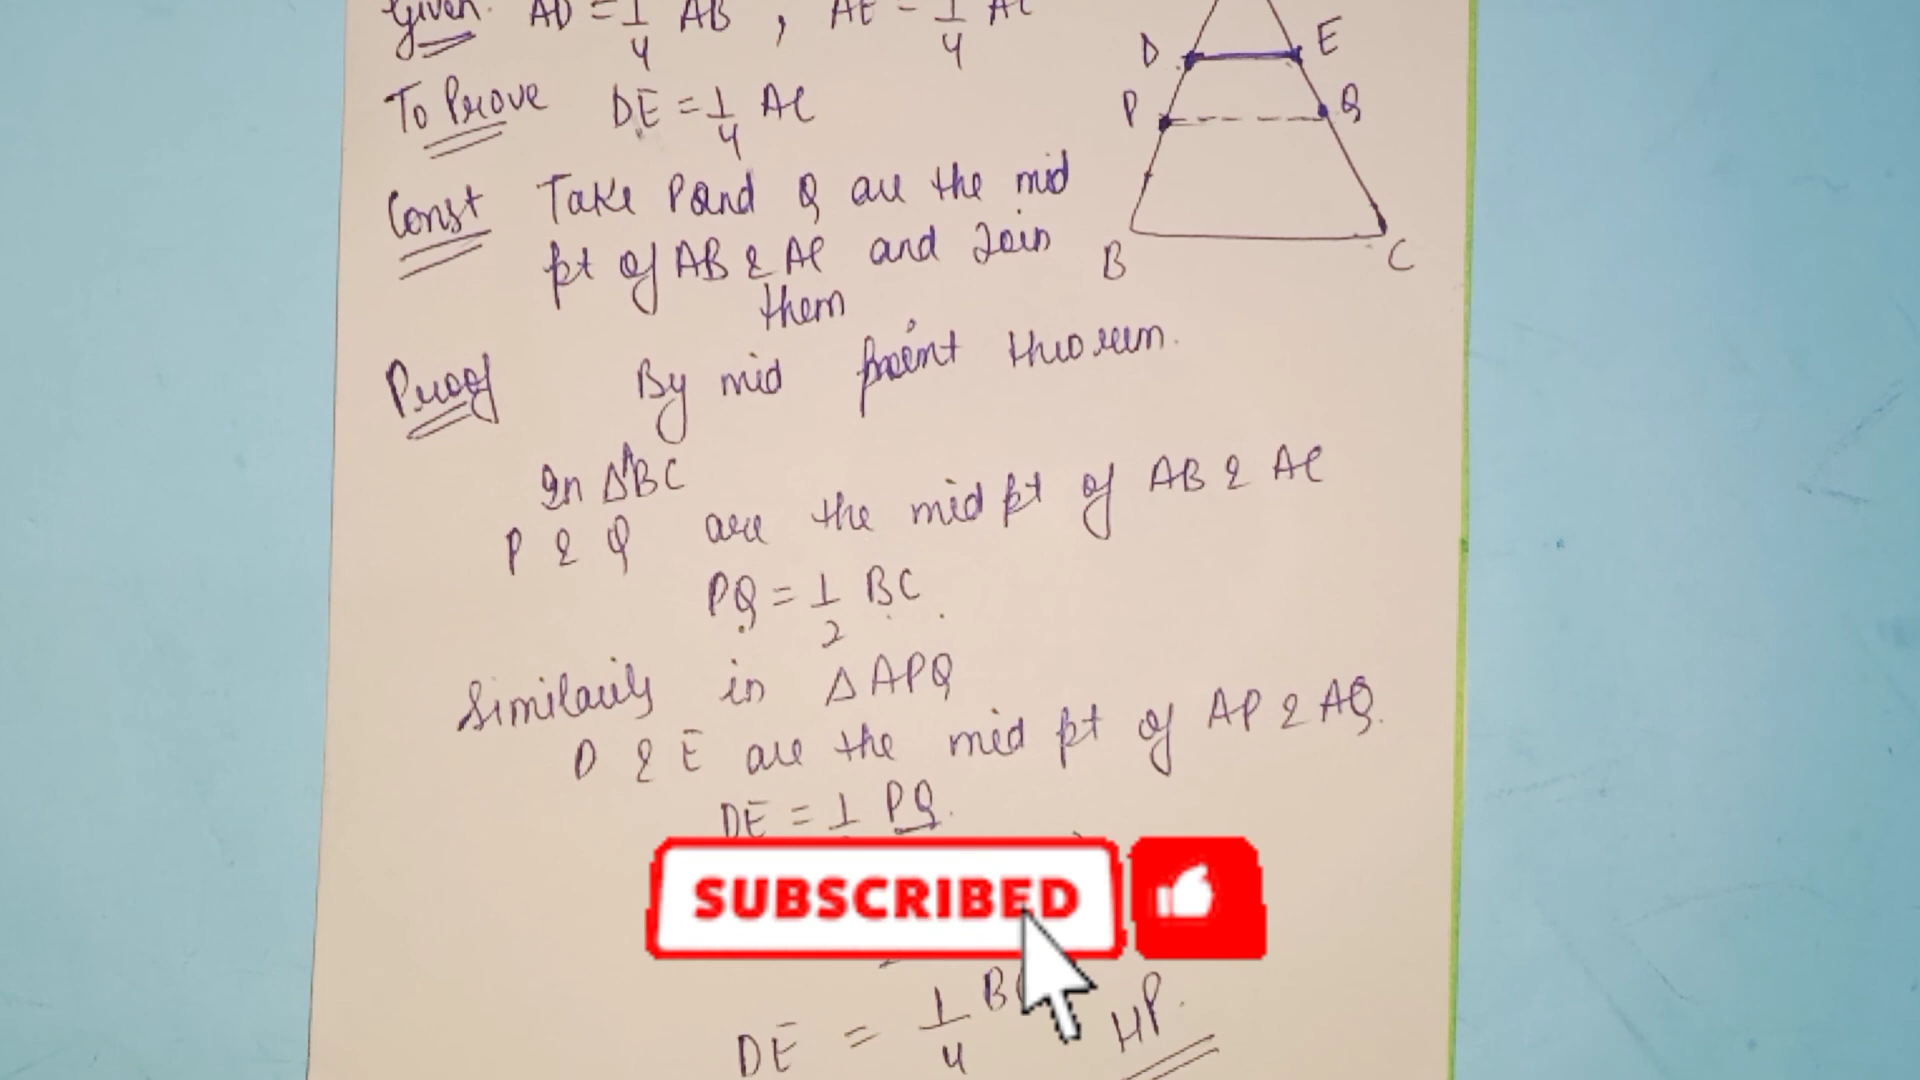 Given. AD = 1/4 AB , AE = 1/4 AC
To Prove DE = 1/4 AC
Const Take P and Q are the mid
pt of AB & AC and Join
them
D E
P Q
B C
Proof By mid point theorem.
In ΔABC
P & Q are the mid pt of AB & AC
PQ = 1/2 BC
Similarily in ΔAPQ
D & E are the mid pt of AP & AQ.
DE = 1 PQ.
SUBSCRIBED
DE = 1/4 B
HP.